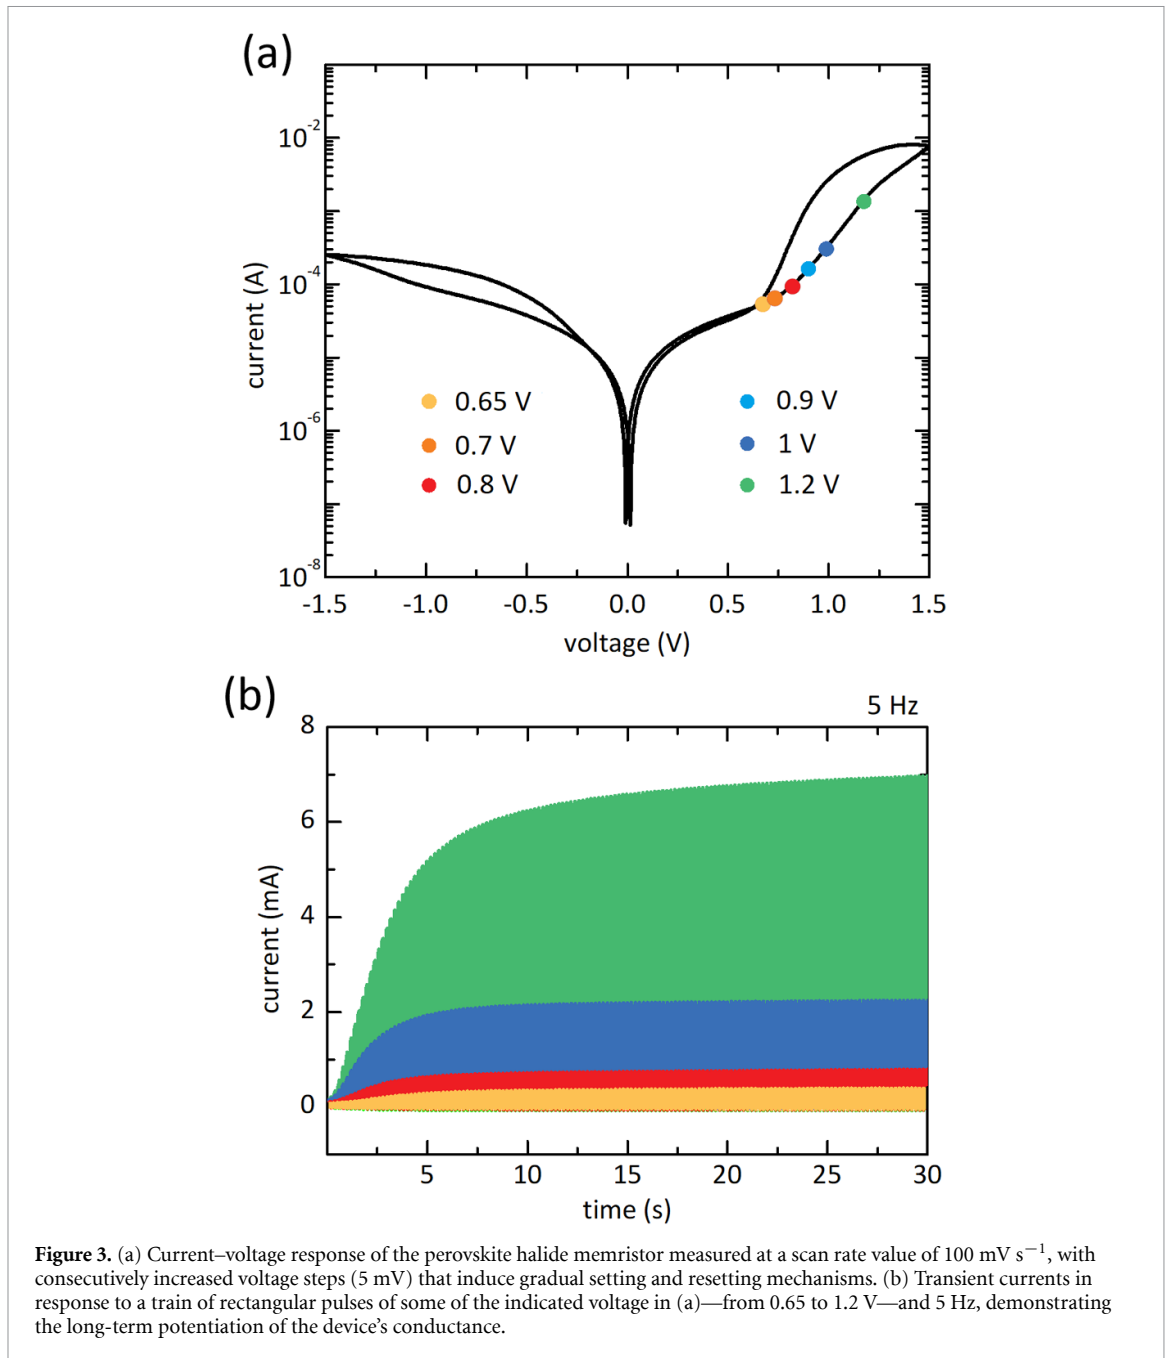 (a)
10-2
10-4
10-6
10-8
current (A)
0.65 V
0.7 V
0.8 V
0.9 V
1 V
1.2 V
-1.5 -1.0 -0.5 0.0 0.5 1.0 1.5
voltage (V)
(b)
5 Hz
8
6
4
2
0
current (mA)
5 10 15 20 25 30
time (s)
Figure 3. (a) Current–voltage response of the perovskite halide memristor measured at a scan rate value of 100 mV s−1, with
consecutively increased voltage steps (5 mV) that induce gradual setting and resetting mechanisms. (b) Transient currents in
response to a train of rectangular pulses of some of the indicated voltage in (a)—from 0.65 to 1.2 V—and 5 Hz, demonstrating
the long-term potentiation of the device’s conductance.